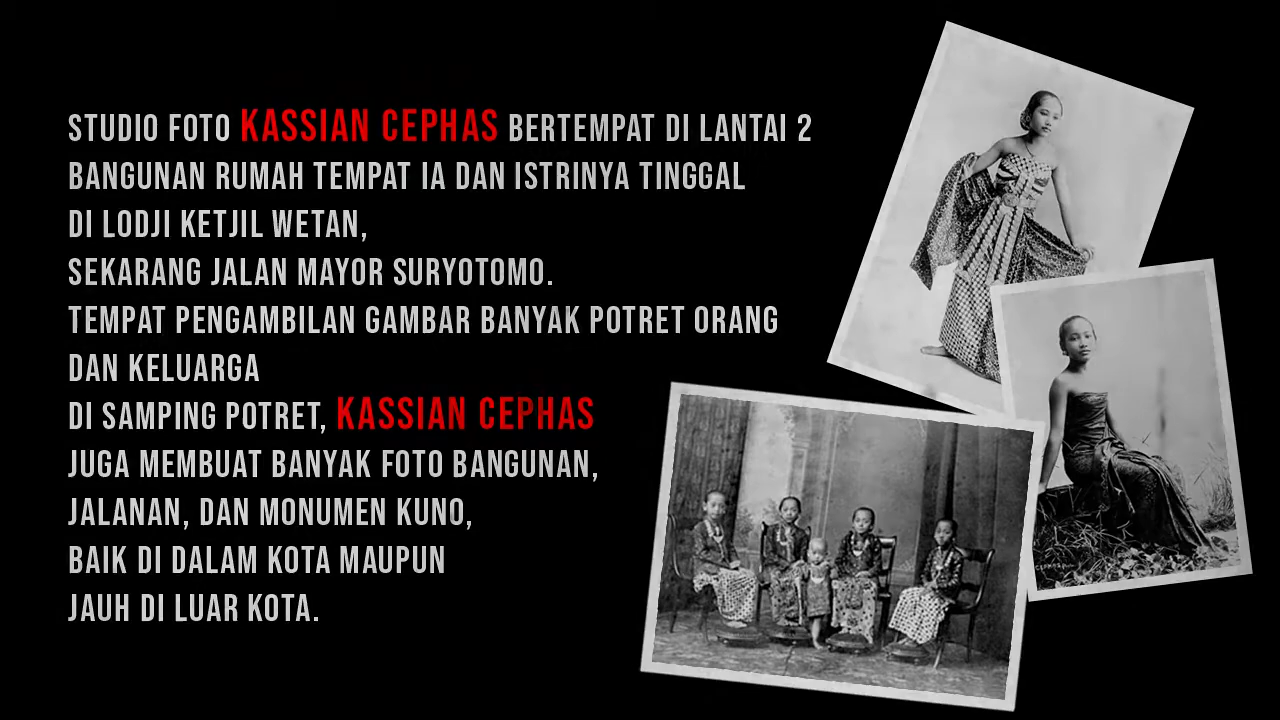 STUDIO FOTO KASSIAN CEPHAS BERTEMPAT DI LANTAI 2
BANGUNAN RUMAH TEMPAT IA DAN ISTRINYA TINGGAL
DI LODJI KETJIL WETAN,
SEKARANG JALAN MAYOR SURYOTOMO.
TEMPAT PENGAMBILAN GAMBAR BANYAK POTRET ORANG
DAN KELUARGA
DI SAMPING POTRET, KASSIAN CEPHAS
JUGA MEMBUAT BANYAK FOTO BANGUNAN,
JALANAN, DAN MONUMEN KUNO,
BAIK DI DALAM KOTA MAUPUN
JAUH DI LUAR KOTA.